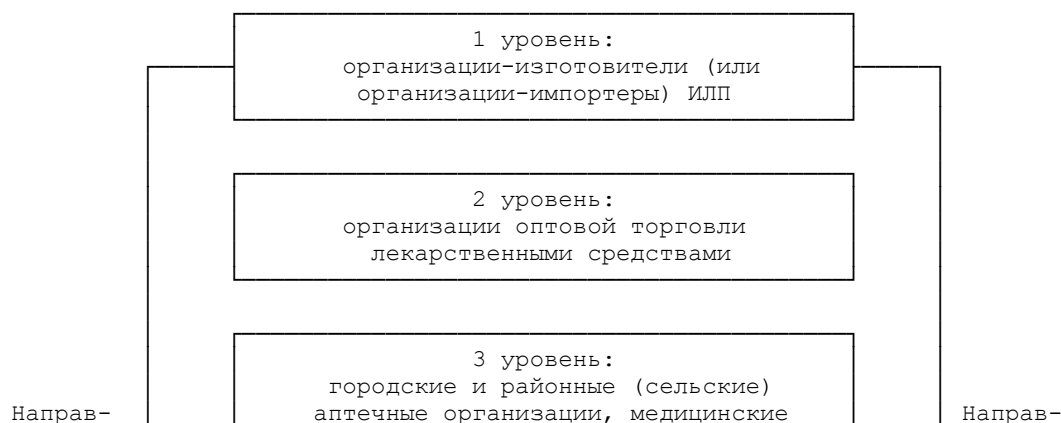 1 уровень:
организации-изготовители (или
организации-импортеры) ИЛП
2 уровень:
организации оптовой торговли
лекарственными средствами
3 уровень:
городские и районные (сельские)
Направ- аптечные организации, медицинские Направ-